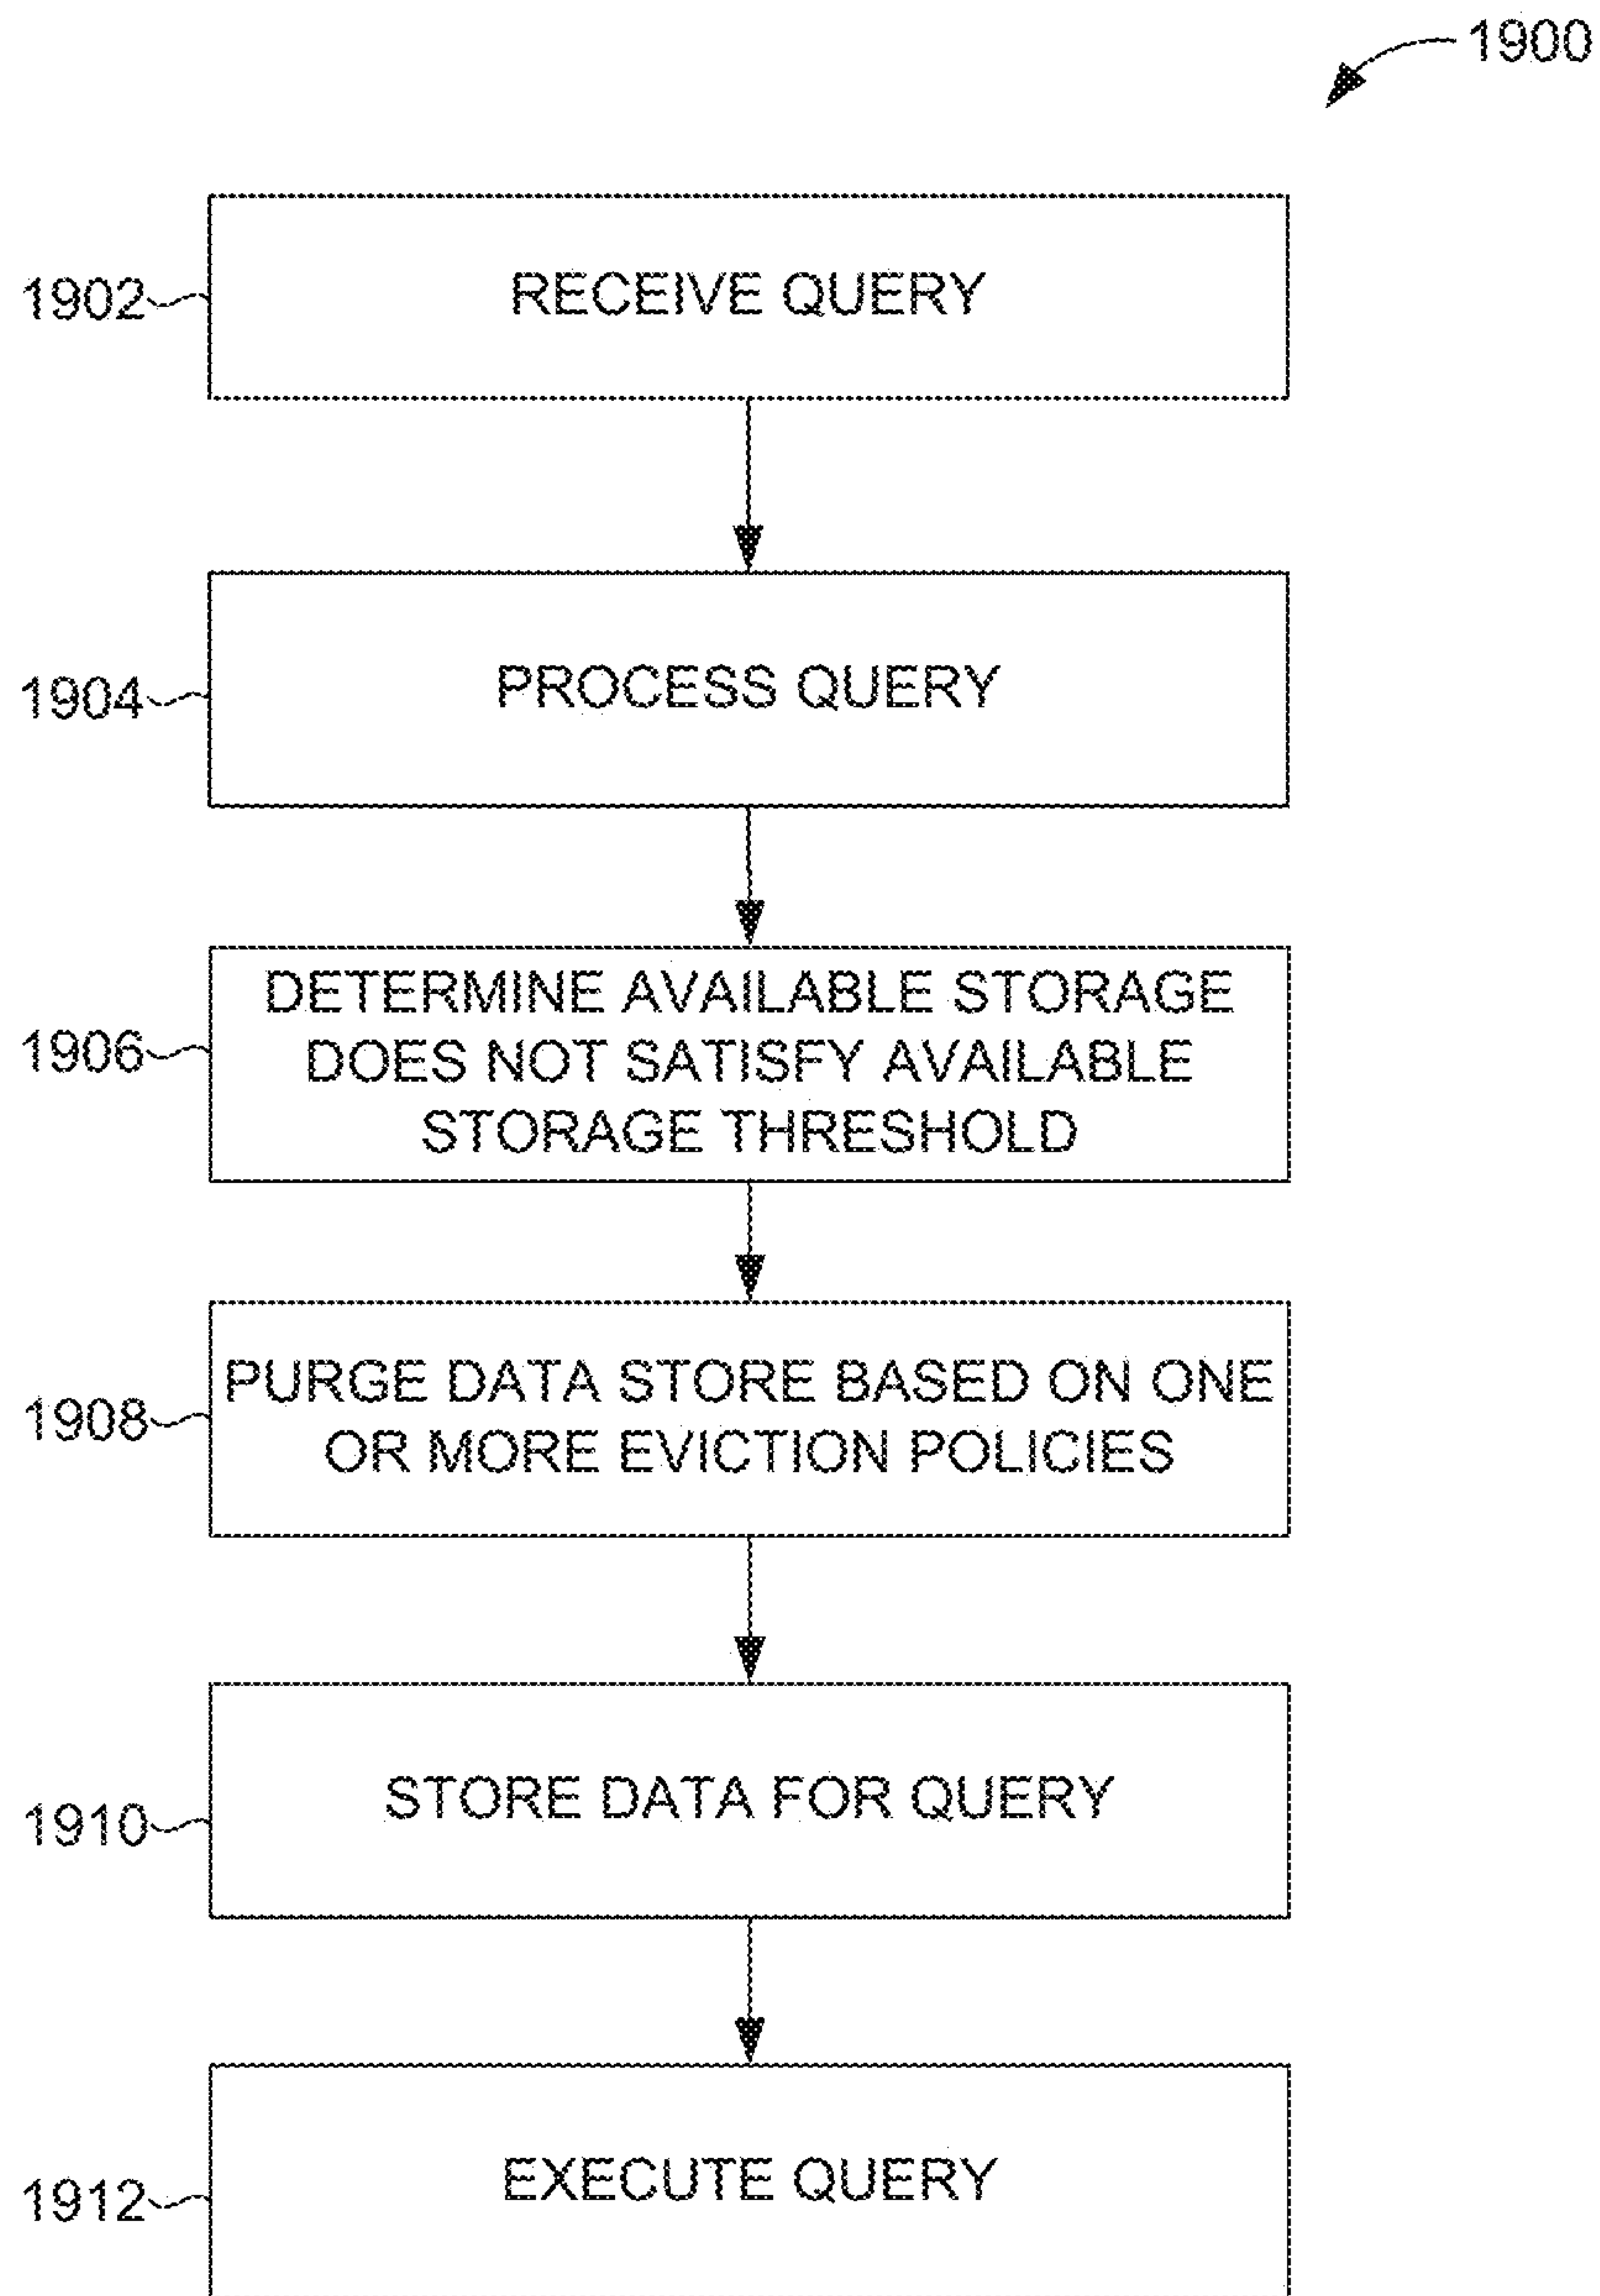 1900
1902
RECEIVE QUERY
1904
PROCESS QUERY
1906
DETERMINE AVAILABLE STORAGE
DOES NOT SATISFY AVAILABLE
STORAGE THRESHOLD
1908
PURGE DATA STORE BASED ON ONE
OR MORE EVICTION POLICIES
1910
STORE DATA FOR QUERY
1912
EXECUTE QUERY